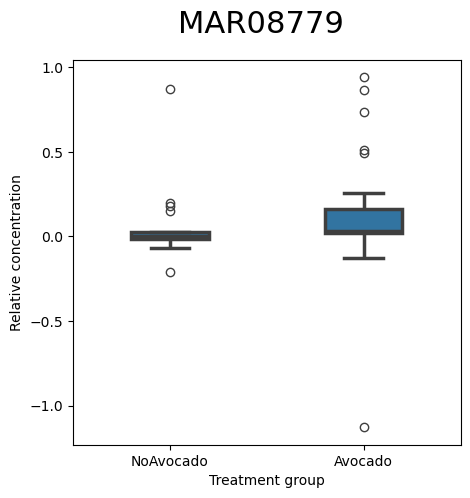 MAR08779
1.0
0.5
0.0
−0.5
−1.0
Relative concentration
NoAvocado
Avocado
Treatment group